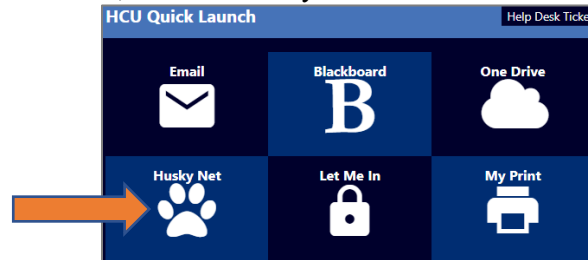 HCU Quick Launch
Help Desk Ticke
Email
Blackboard
One Drive
B
Husky Net
Let Me In
My Print